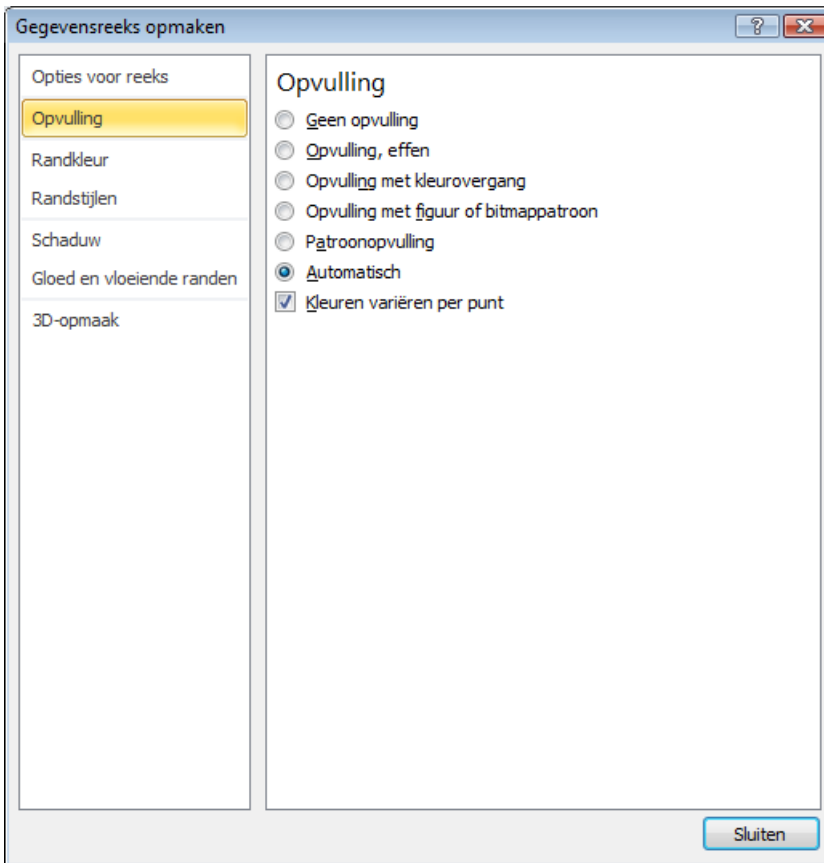 Gegevensreeks opmaken
Opties voor reeks
Opvulling
Randkleur
Randstijlen
Schaduw
Gloed en vloeiende randen
3D-opmaak
Opvulling
Geen opvulling
Opvulling, effen
Opvulling met kleurovergang
Opvulling met figuur of bitmappatroon
Patroonopvulling
Automatisch
Kleuren variëren per punt
Sluiten